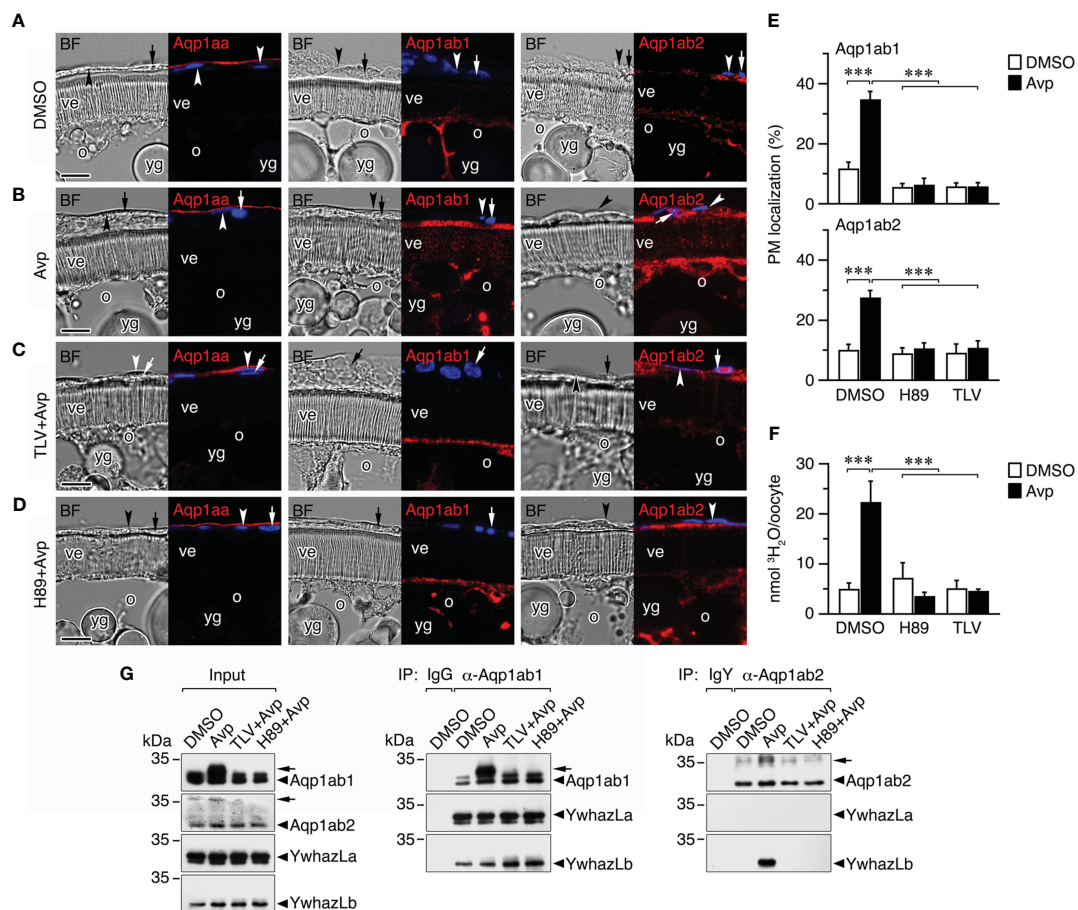 A
BF Aqp1aa BF Aqp1ab1 BF Aqp1ab2
DMSO
ve ve ve ve ve ve
o o o o o o
yg yg yg yg yg yg
B
BF Aqp1aa BF Aqp1ab1 BF Aqp1ab2
Avp
ve ve ve ve ve ve
o o o o o o
yg yg yg yg yg yg
C
BF Aqp1aa BF Aqp1ab1 BF Aqp1ab2
TLV+Avp
ve ve ve ve ve ve
o o o o o o
yg yg yg yg
D
BF Aqp1aa BF Aqp1ab1 BF Aqp1ab2
H89+Avp
ve ve ve ve ve ve
o o o o o o
yg yg yg yg yg
E
DMSO
Avp
Aqp1ab1
*** ***
40
20
0
PM localization (%)
Aqp1ab2
*** ***
40
20
0
DMSO H89 TLV
F
DMSO
Avp
*** ***
30
20
10
0
nmol ³H₂O/oocyte
DMSO H89 TLV
G
Input
DMSO Avp TLV+Avp H89+Avp
kDa
35
Aqp1ab1
35
Aqp1ab2
35
YwhazLa
35
YwhazLb
IP: IgG α-Aqp1ab1
DMSO DMSO Avp TLV+Avp H89+Avp
kDa
35
Aqp1ab1
35
YwhazLa
35
YwhazLb
IP: IgY α-Aqp1ab2
DMSO DMSO Avp TLV+Avp H89+Avp
kDa
35
Aqp1ab2
35
YwhazLa
35
YwhazLb